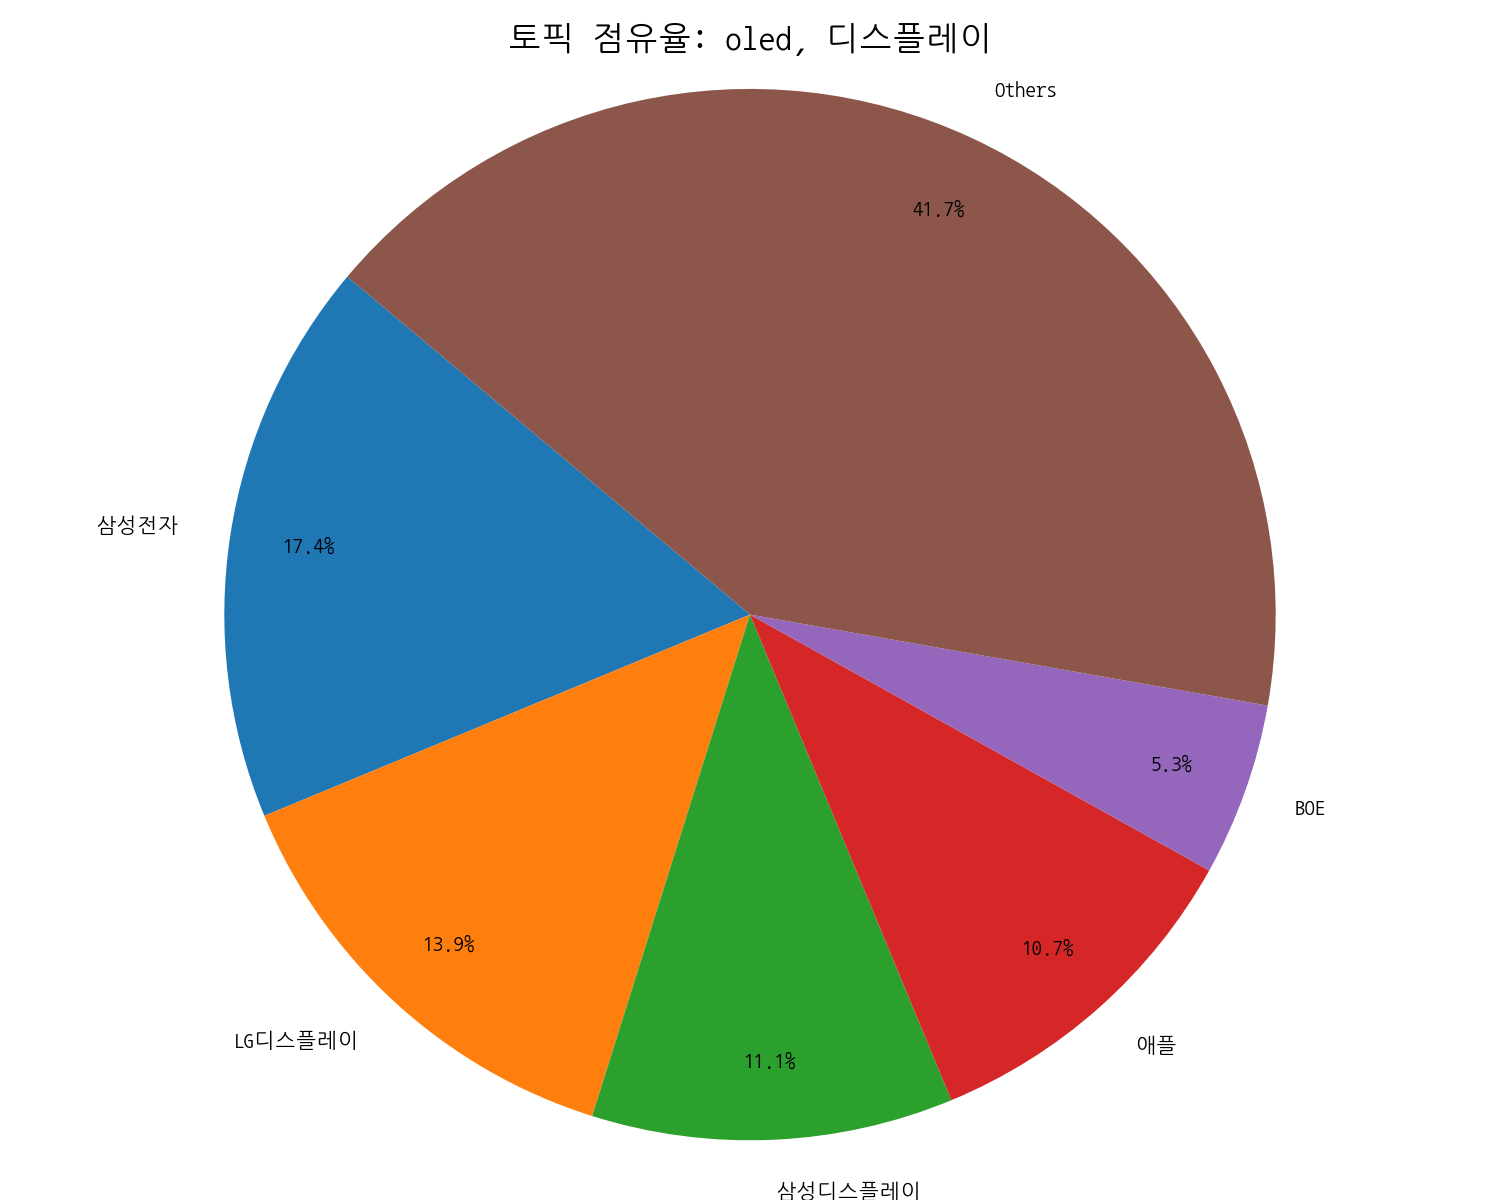 토픽 점유율: oled, 디스플레이
Others
41.7%
삼성전자
17.4%
13.9%
LG디스플레이
11.1%
삼성디스플레이
10.7%
애플
5.3%
BOE